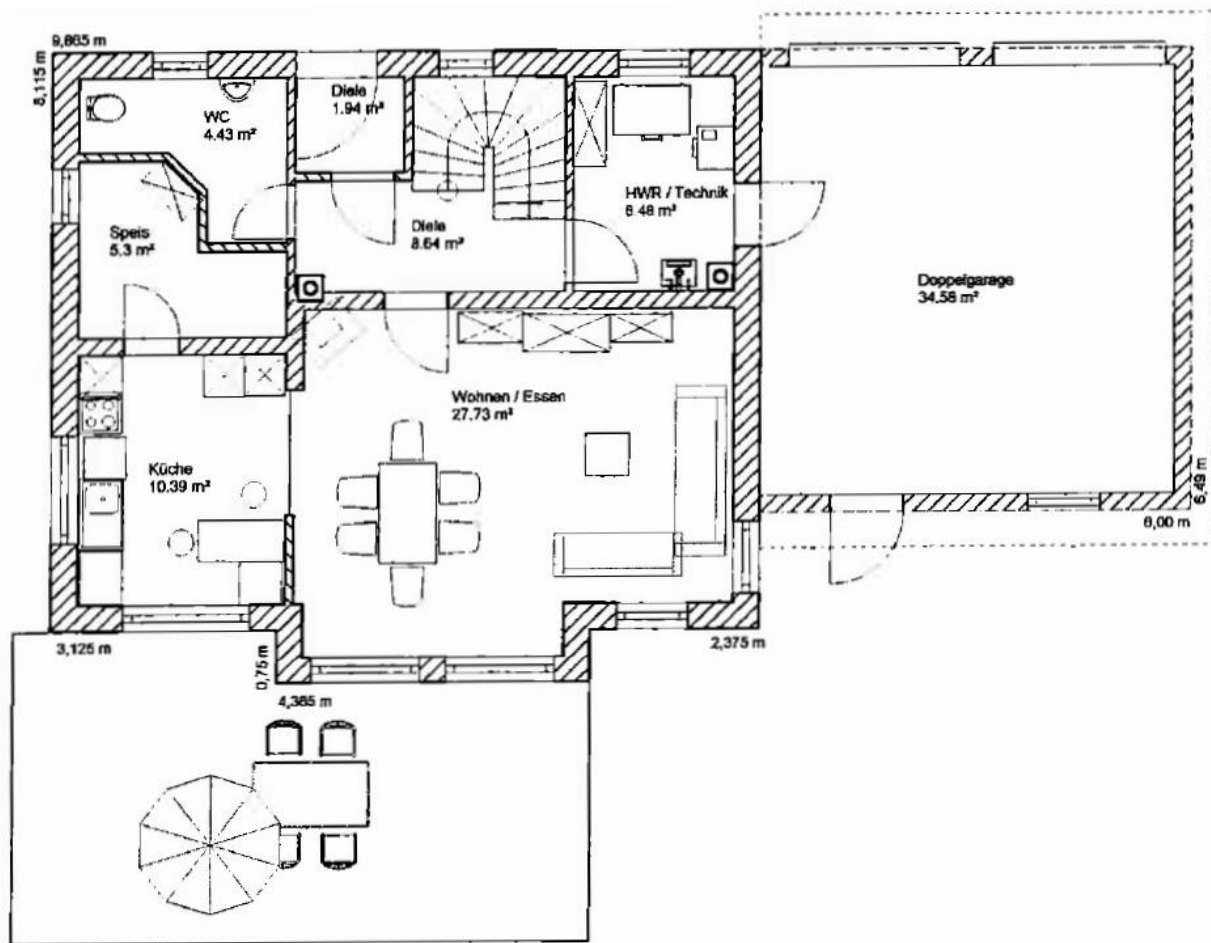 9,865 m
8,115 m
WC
4.43 m²
Diele
1.94 m²
HWR / Technik
6.48 m²
Speis
5.3 m²
Diele
8.64 m²
Doppelgarage
34.58 m²
Wohnen / Essen
27.73 m²
Küche
10.39 m²
6,49 m
6,00 m
3,125 m
0,75 m
2,375 m
4,365 m